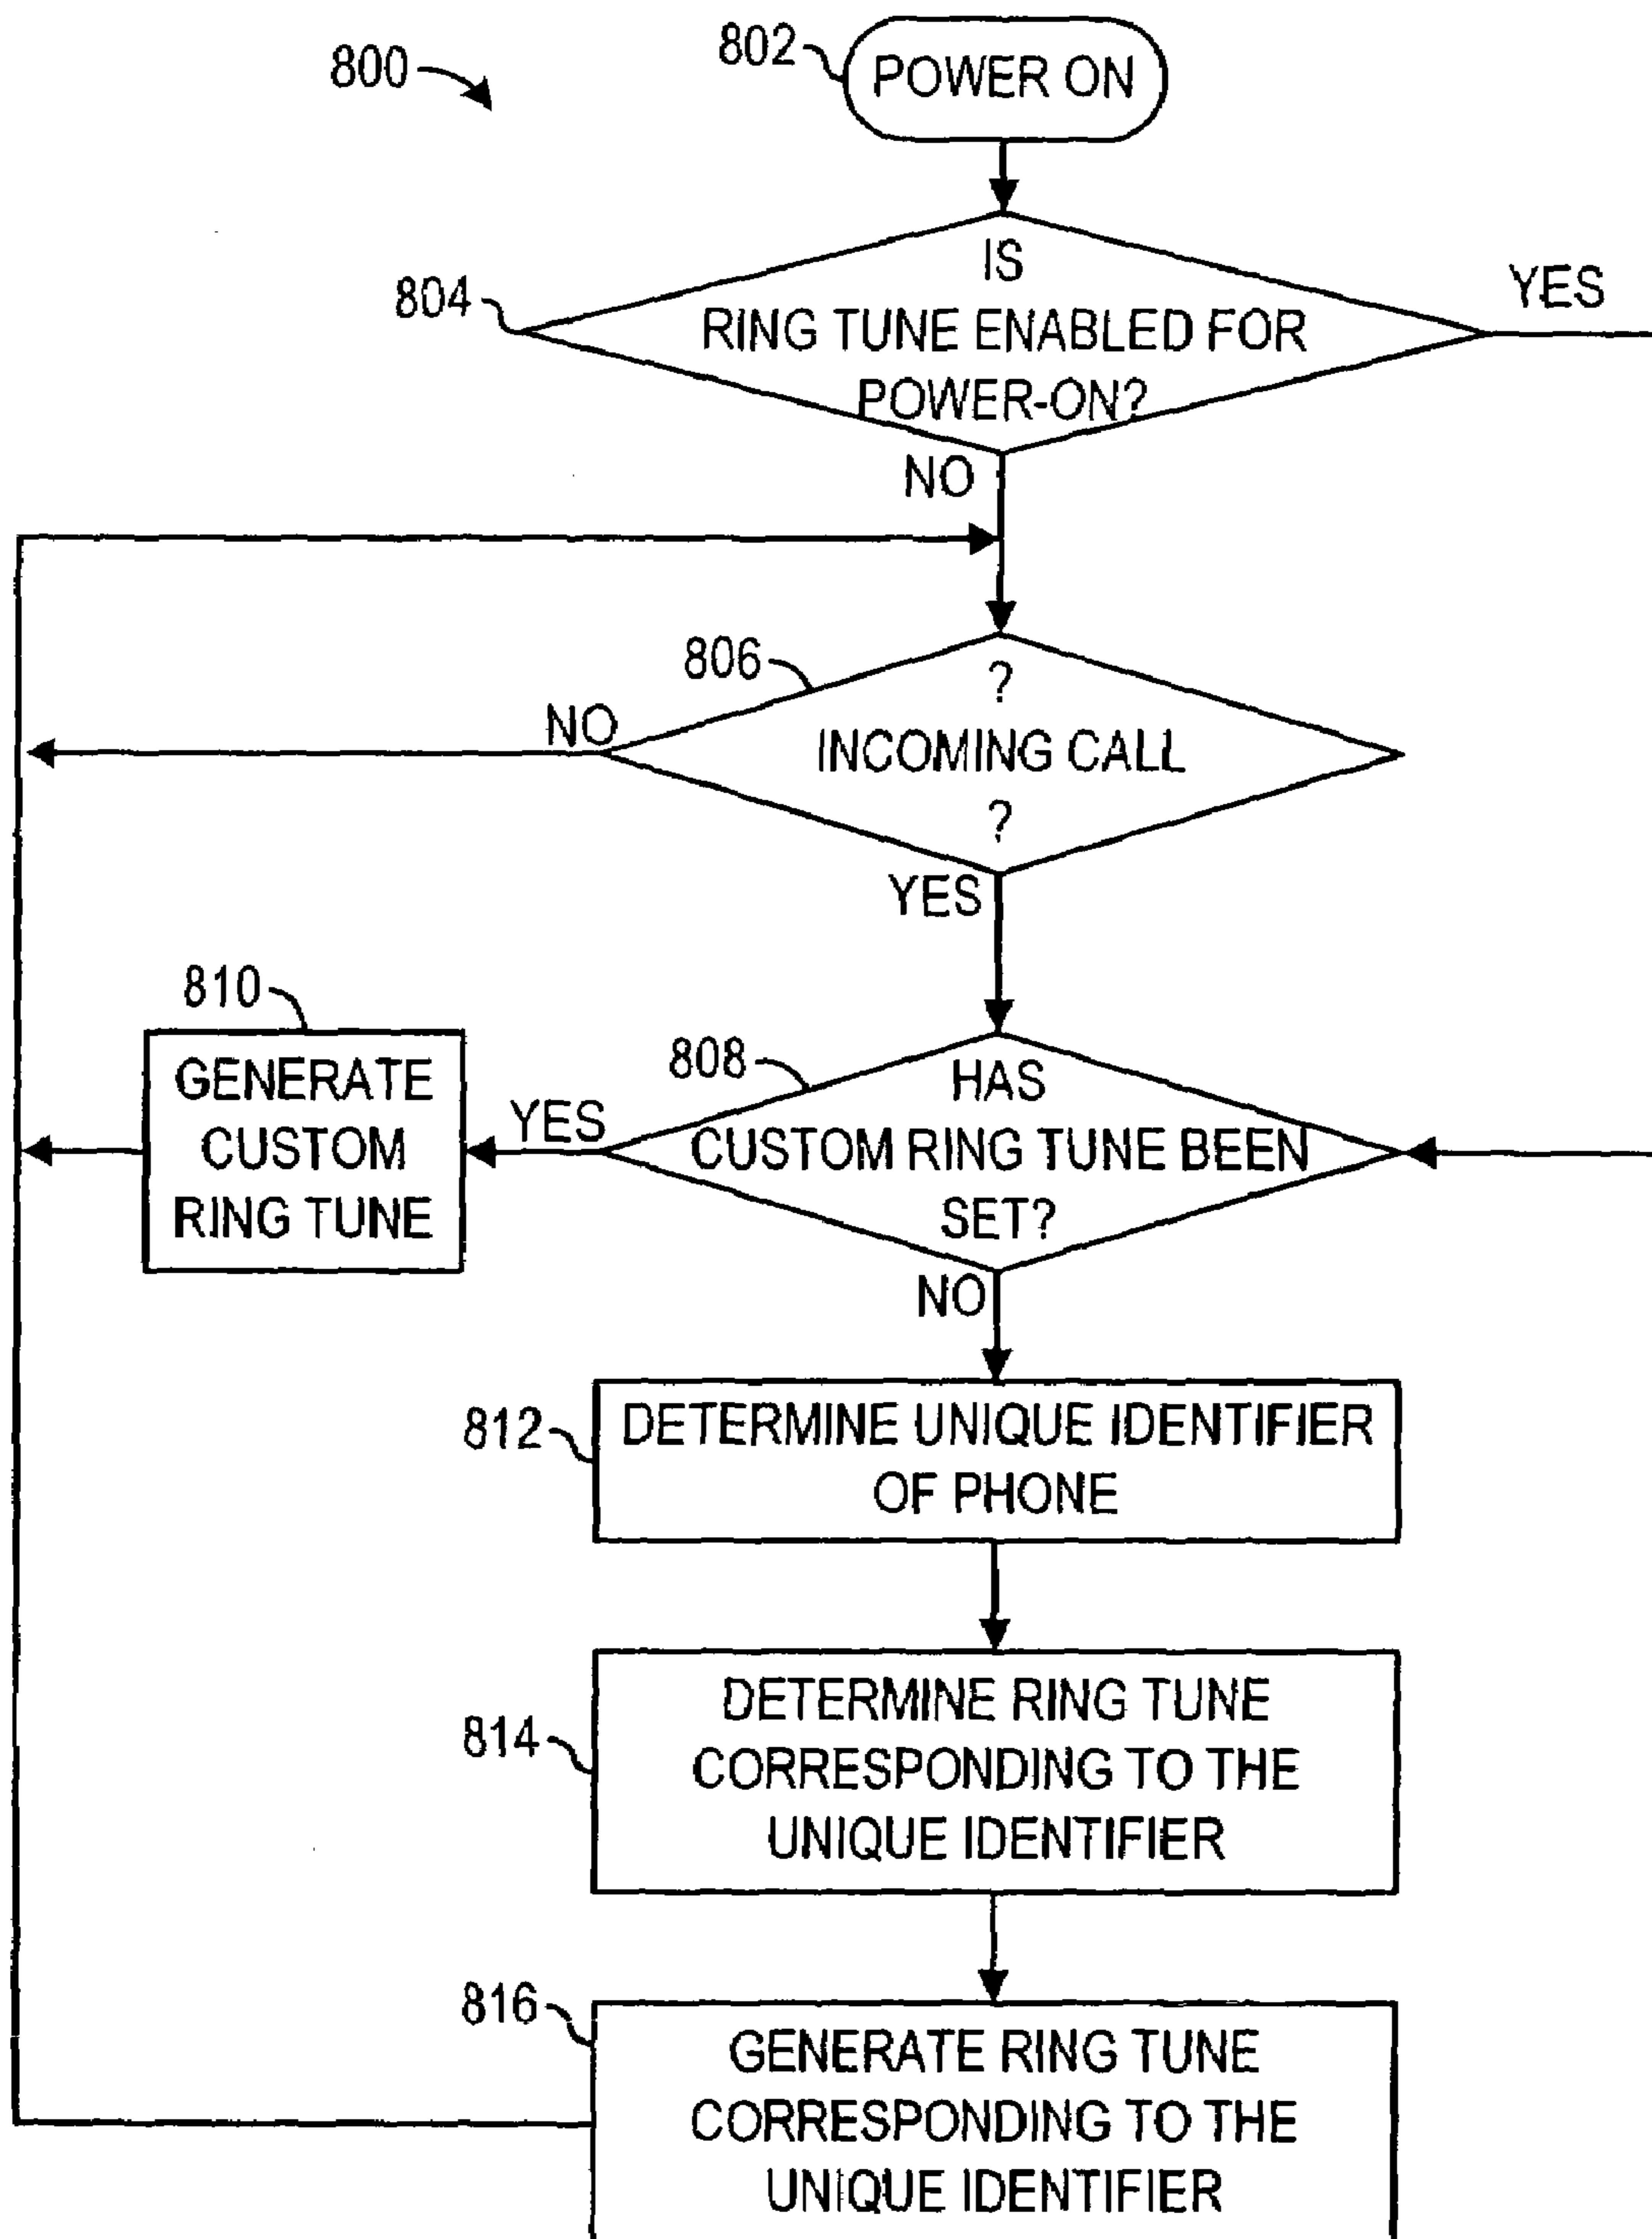 800
802
POWER ON
804
IS
RING TUNE ENABLED FOR
POWER-ON?
YES
NO
806
?
INCOMING CALL
?
NO
YES
808
HAS
CUSTOM RING TUNE BEEN
SET?
YES
810
GENERATE
CUSTOM
RING TUNE
NO
812
DETERMINE UNIQUE IDENTIFIER
OF PHONE
814
DETERMINE RING TUNE
CORRESPONDING TO THE
UNIQUE IDENTIFIER
816
GENERATE RING TUNE
CORRESPONDING TO THE
UNIQUE IDENTIFIER